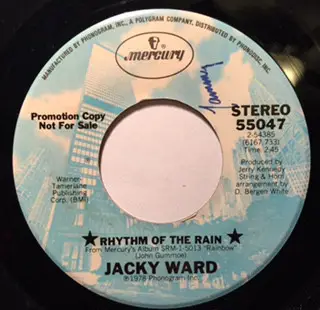 MANUFACTURED BY PHONOGRAM, INC., A POLYGRAM COMPANY. DISTRIBUTED BY PHONODISC, INC.
mercury
Tammy
Promotion Copy
Not For Sale
STEREO
55047
2-54385
(6167.733)
Time 2:45
Warner-
Tamerlane
Publishing
Corp. (BMI)
Produced by
Jerry Kennedy
String & Horn
arrangement by
D. Bergen White
★ RHYTHM OF THE RAIN ★
From Mercury's Album SRM-1-5013 "Rainbow"
(John Gummoe)
JACKY WARD
℗ 1978 Phonogram, Inc.